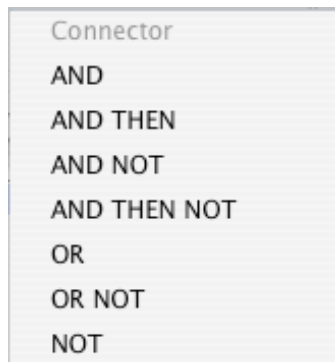 Connector
AND
AND THEN
AND NOT
AND THEN NOT
OR
OR NOT
NOT